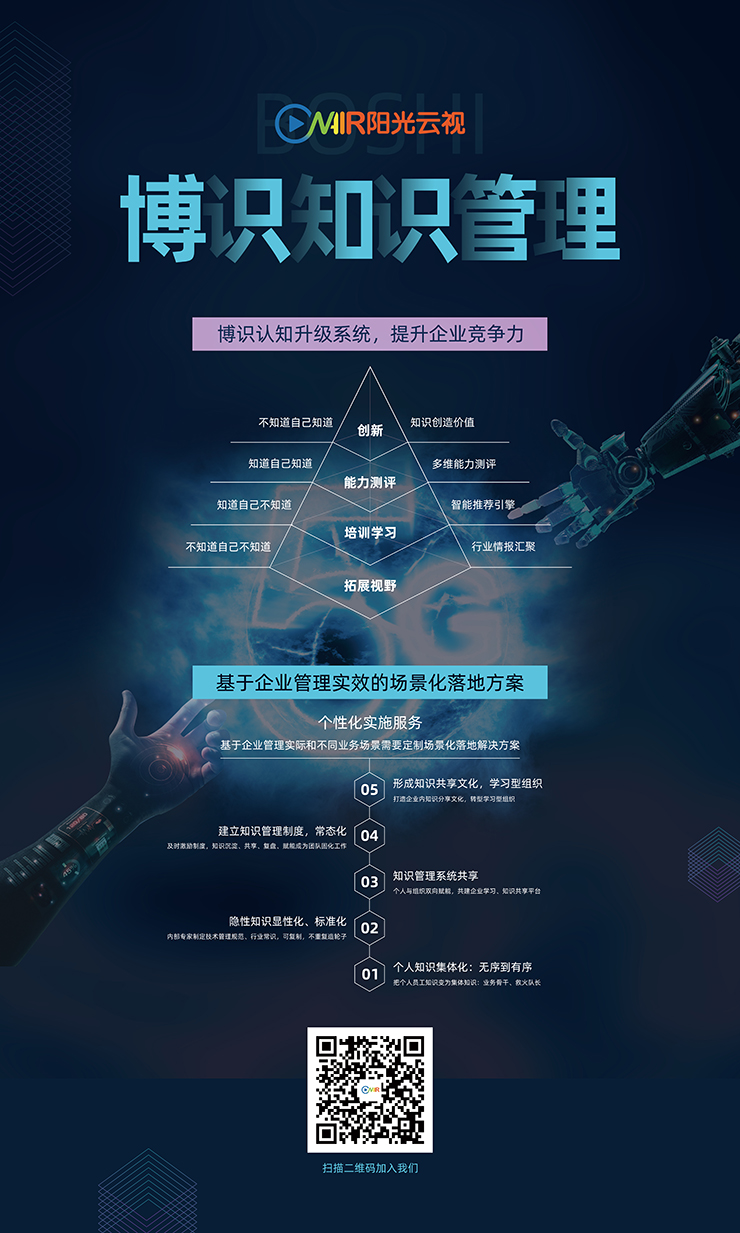 BOSHI
MAIR阳光云视
博识知识管理
博识认知升级系统，提升企业竞争力
不知道自己知道
创新
知识创造价值
知道自己知道
能力测评
多维能力测评
知道自己不知道
培训学习
智能推荐引擎
不知道自己不知道
拓展视野
行业情报汇聚
5G
基于企业管理实效的场景化落地方案
个性化实施服务
基于企业管理实际和不同业务场景需要定制场景化落地解决方案
05
形成知识共享文化，学习型组织
打造企业内知识分享文化，转型学习型组织
建立知识管理制度，常态化
04
及时激励制度，知识沉淀、共享、复盘、赋能成为团队固化工作
03
知识管理系统共享
个人与组织双向赋能，共建企业学习、知识共享平台
隐性知识显性化、标准化
02
内部专家制定技术管理规范、行业常识，可复制，不重复造轮子
01
个人知识集体化：无序到有序
把个人员工知识变为集体知识：业务骨干、救火队长
扫描二维码加入我们